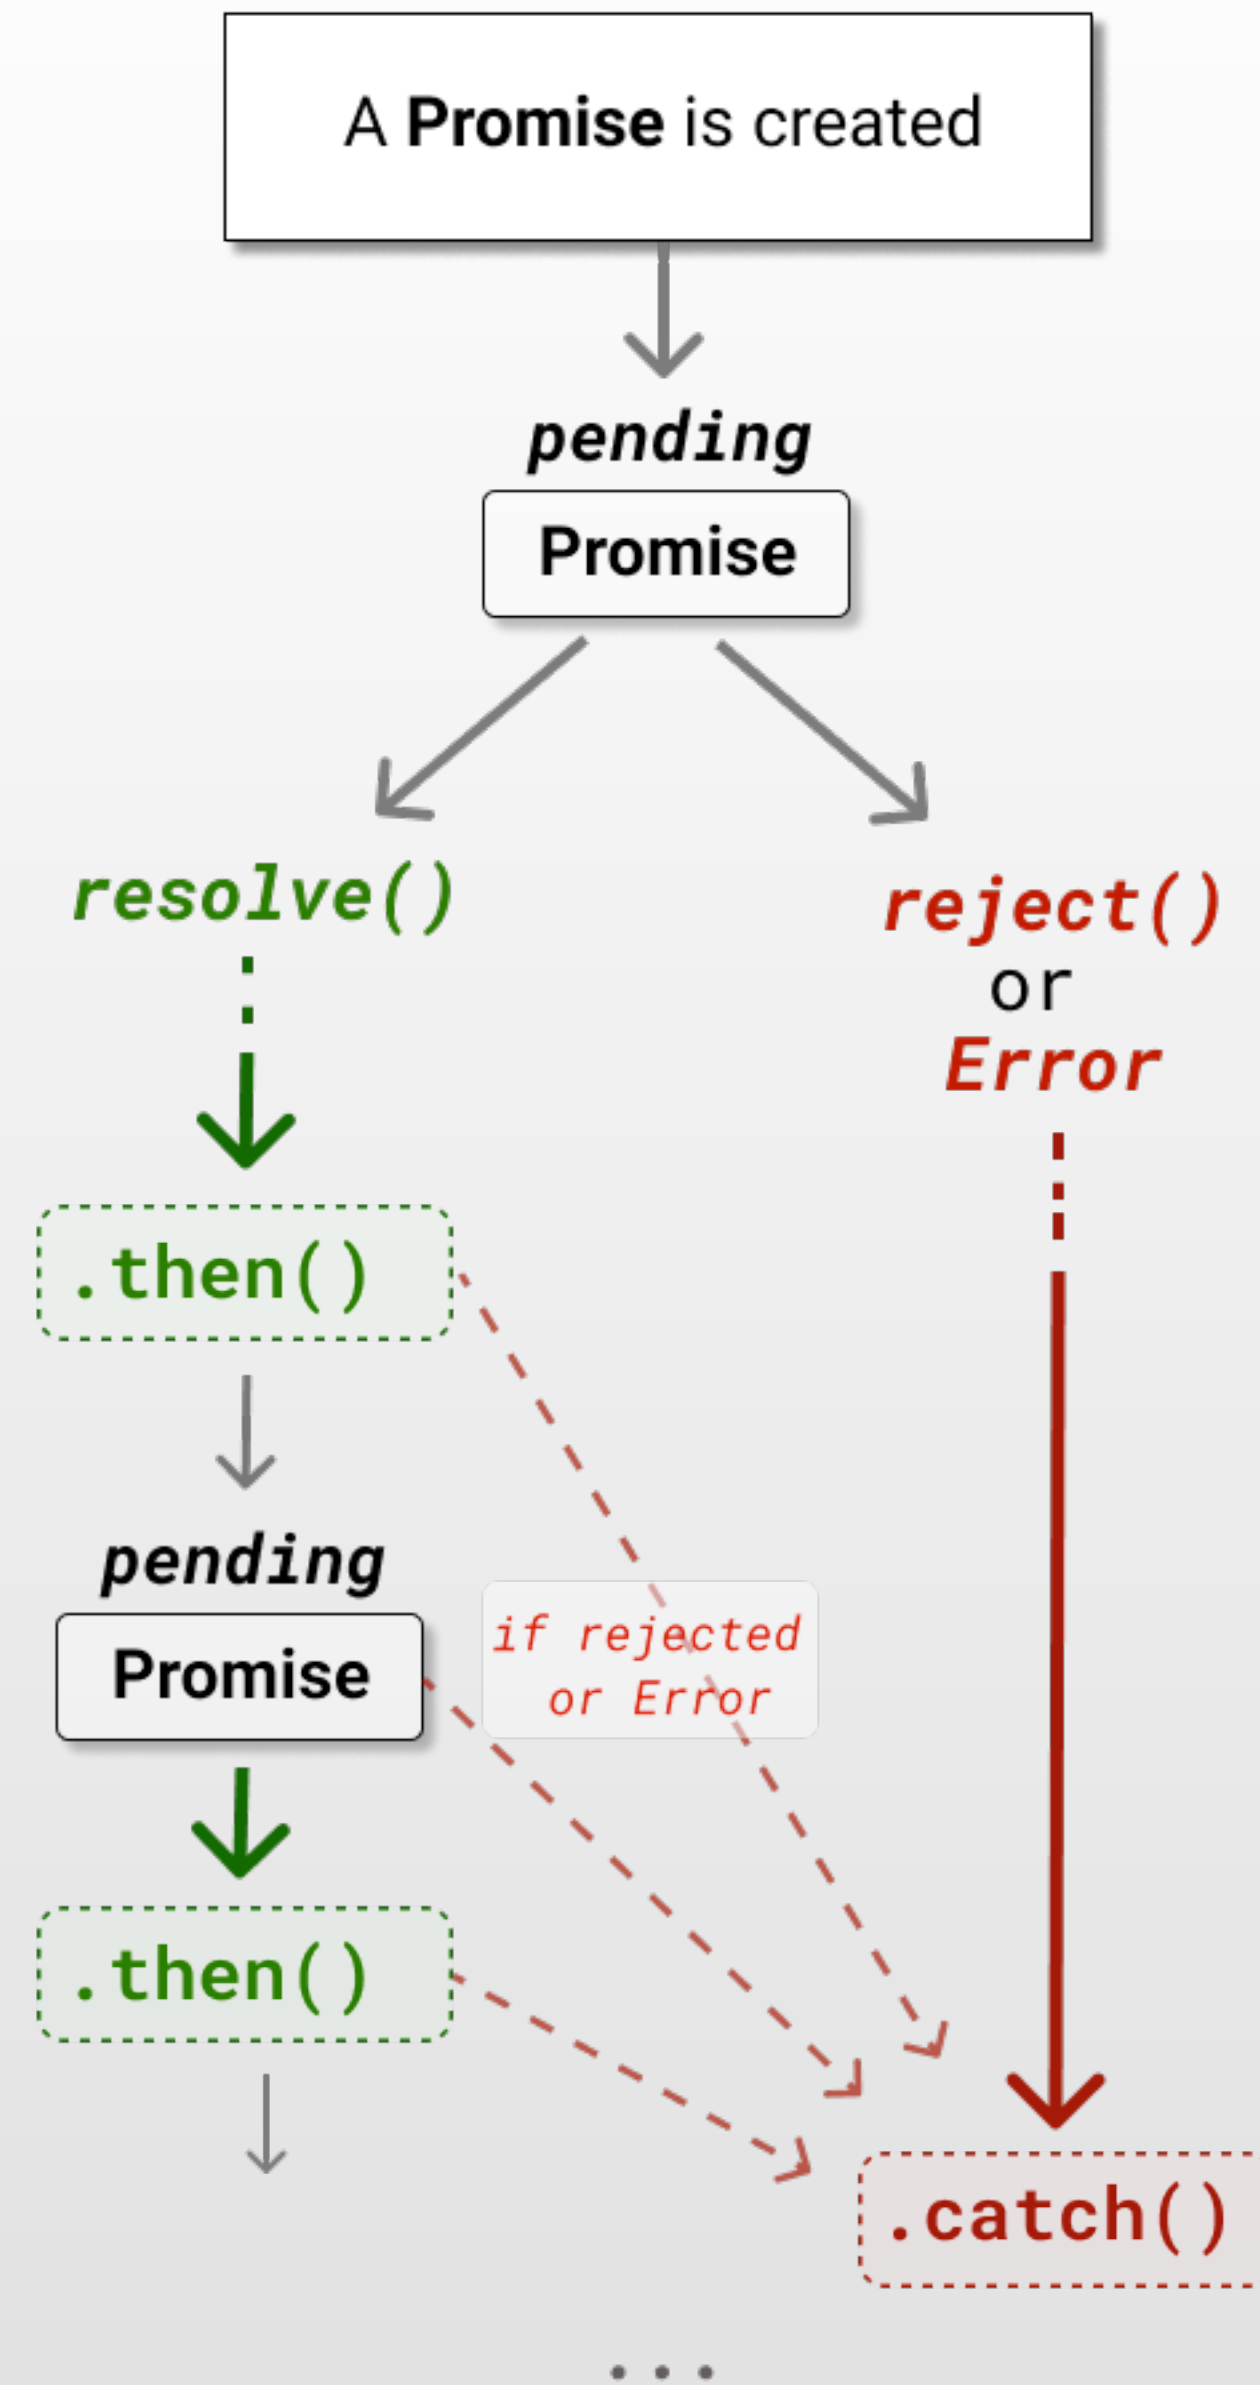 A Promise is created
pending
Promise
resolve()
reject()
or
Error
.then()
pending
Promise
if rejected
or Error
.then()
.catch()
...